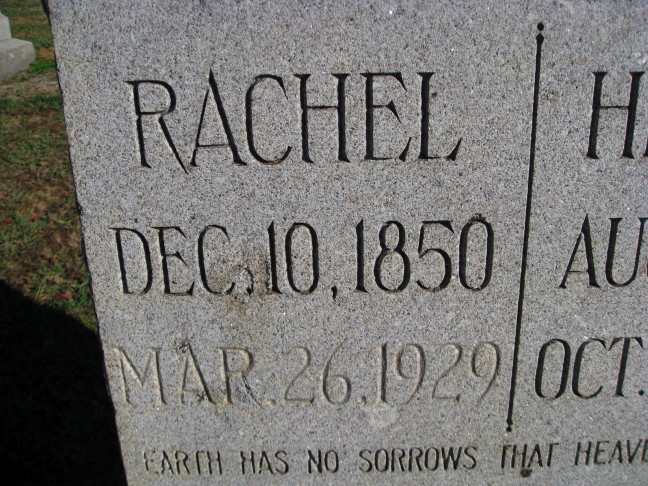 RACHEL
DEC. 10, 1850
MAR. 26, 1929
OCT.
EARTH HAS NO SORROWS THAT